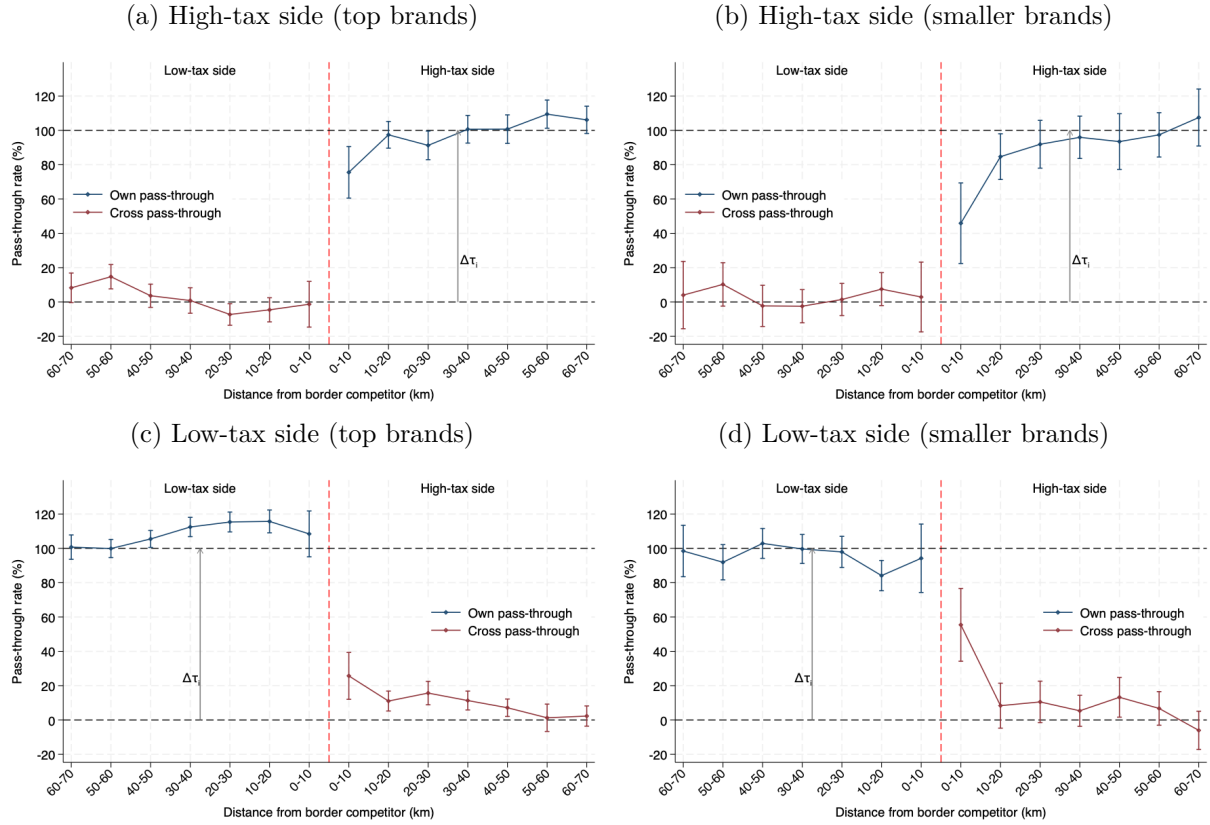 (a) High-tax side (top brands)
Low-tax side
High-tax side
Pass-through rate (%)
120
100
80
60
40
20
0
-20
Own pass-through
Cross pass-through
Δτi
60-70
50-60
40-50
30-40
20-30
10-20
0-10
0-10
10-20
20-30
30-40
40-50
50-60
60-70
Distance from border competitor (km)
(b) High-tax side (smaller brands)
Low-tax side
High-tax side
Pass-through rate (%)
120
100
80
60
40
20
0
-20
Own pass-through
Cross pass-through
Δτi
60-70
50-60
40-50
30-40
20-30
10-20
0-10
0-10
10-20
20-30
30-40
40-50
50-60
60-70
Distance from border competitor (km)
(c) Low-tax side (top brands)
Low-tax side
High-tax side
Pass-through rate (%)
120
100
80
60
40
20
0
-20
Own pass-through
Cross pass-through
Δτi
60-70
50-60
40-50
30-40
20-30
10-20
0-10
0-10
10-20
20-30
30-40
40-50
50-60
60-70
Distance from border competitor (km)
(d) Low-tax side (smaller brands)
Low-tax side
High-tax side
Pass-through rate (%)
120
100
80
60
40
20
0
-20
Own pass-through
Cross pass-through
Δτi
60-70
50-60
40-50
30-40
20-30
10-20
0-10
0-10
10-20
20-30
30-40
40-50
50-60
60-70
Distance from border competitor (km)